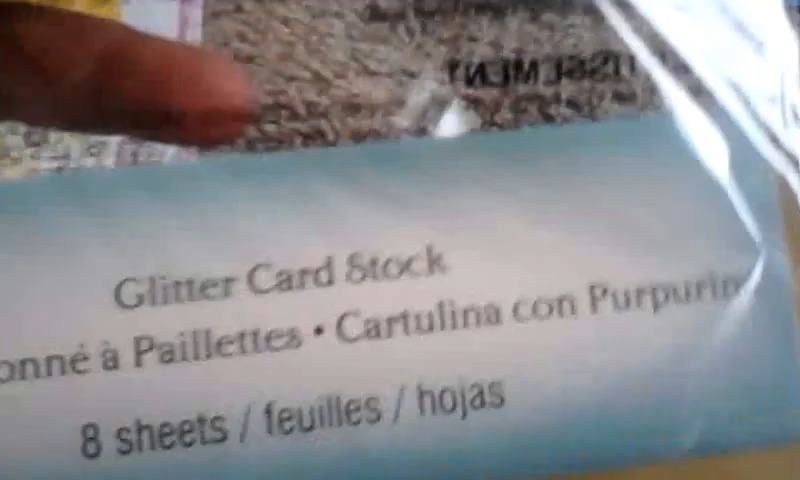 Glitter Card Stock
onné à Paillettes • Cartulina con Purpurin
8 sheets / feuilles / hojas